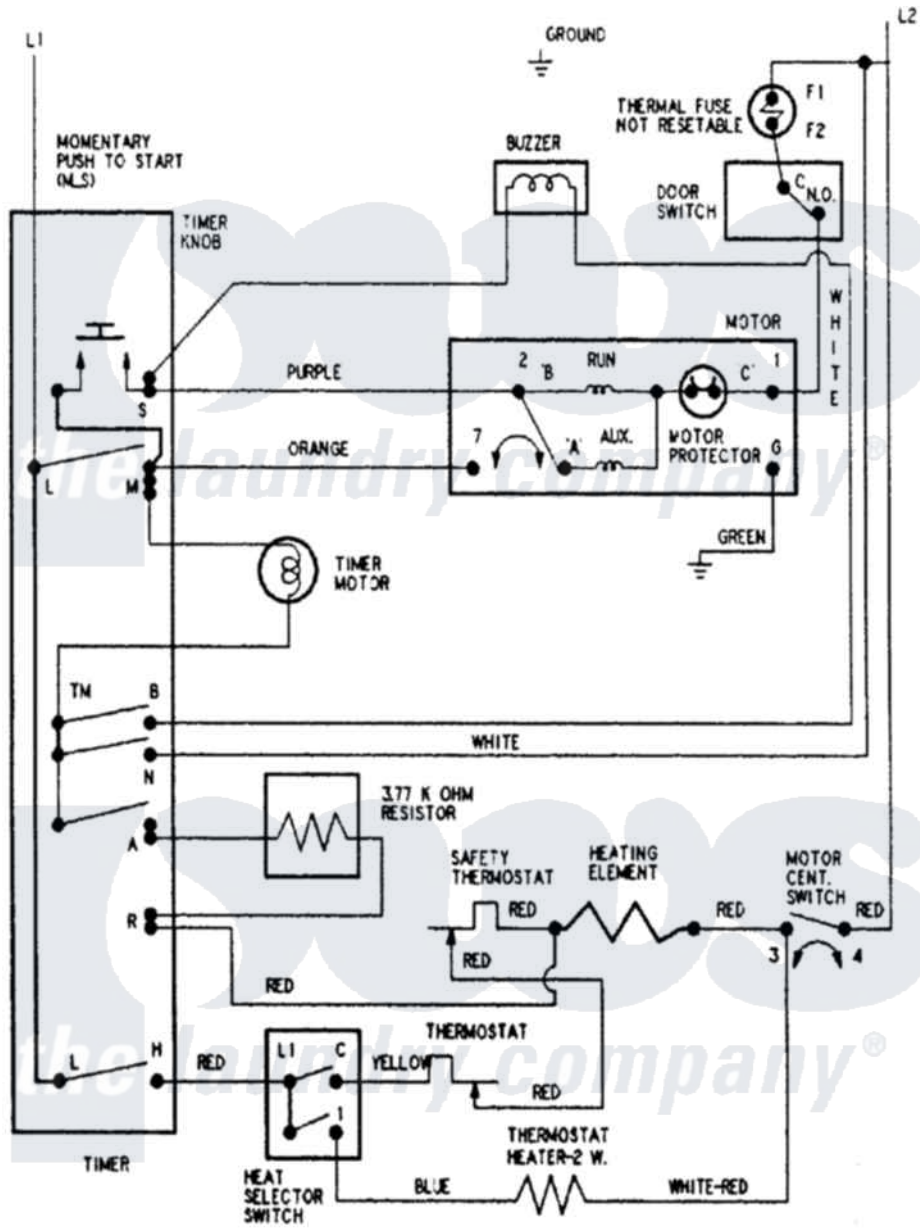 L1
L2
GROUND
F1
THERMAL FUSE
NOT RESETABLE
F2
MOMENTARY
PUSH TO START
(M_S)
BUZZER
C
N.O.
DOOR
SWITCH
TIMER
KNOB
WHITE
MOTOR
PURPLE
2
'B
RUN
C'
1
S
ORANGE
7
'A'
AUX.
MOTOR
PROTECTOR
G
L
M
GREEN
TIMER
MOTOR
TM
B
WHITE
N
3.77 K OHM
RESISTOR
A
SAFETY
THERMOSTAT
HEATING
ELEMENT
MOTOR
CENT.
SWITCH
R
RED
RED
RED
3
4
RED
RED
THERMOSTAT
L
H
RED
L1
C
YELLOW
RED
1
THERMOSTAT
HEATER-2 W.
TIMER
HEAT
SELECTOR
SWITCH
BLUE
WHITE-RED
the laundry company®
the laundry company®